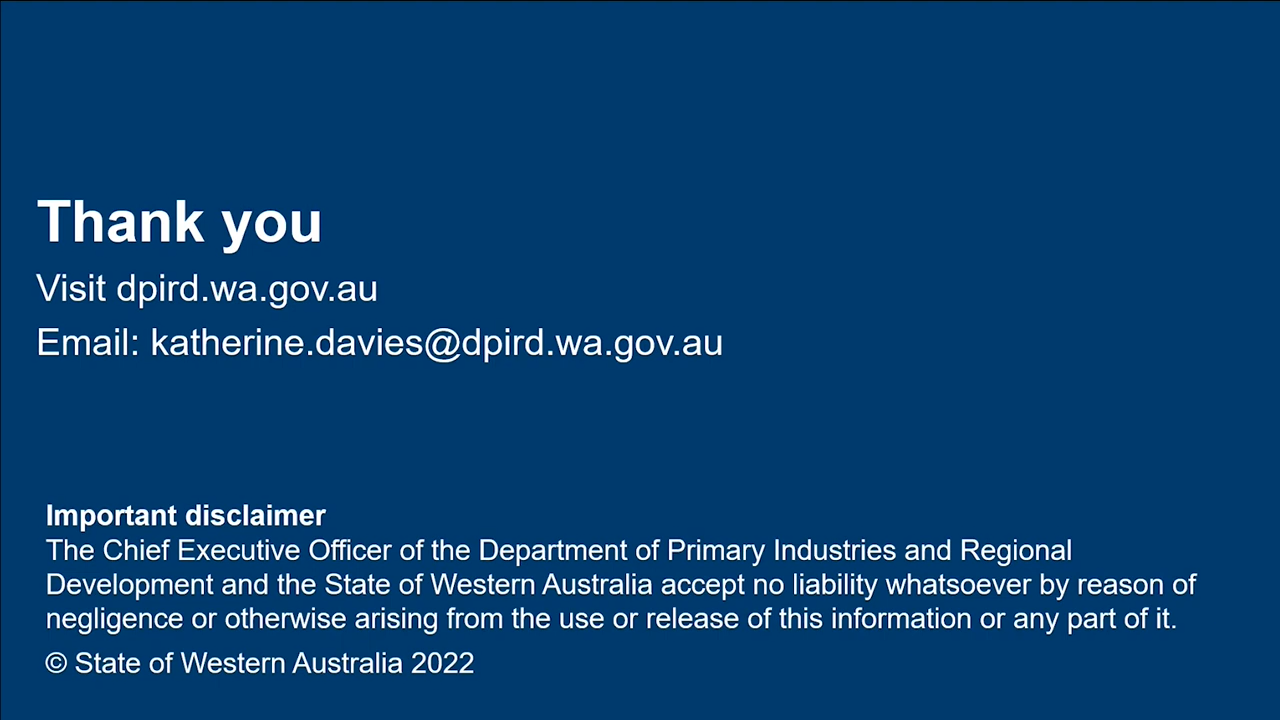 Thank you
Visit dpird.wa.gov.au
Email: katherine.davies@dpird.wa.gov.au
Important disclaimer
The Chief Executive Officer of the Department of Primary Industries and Regional
Development and the State of Western Australia accept no liability whatsoever by reason of
negligence or otherwise arising from the use or release of this information or any part of it.
© State of Western Australia 2022